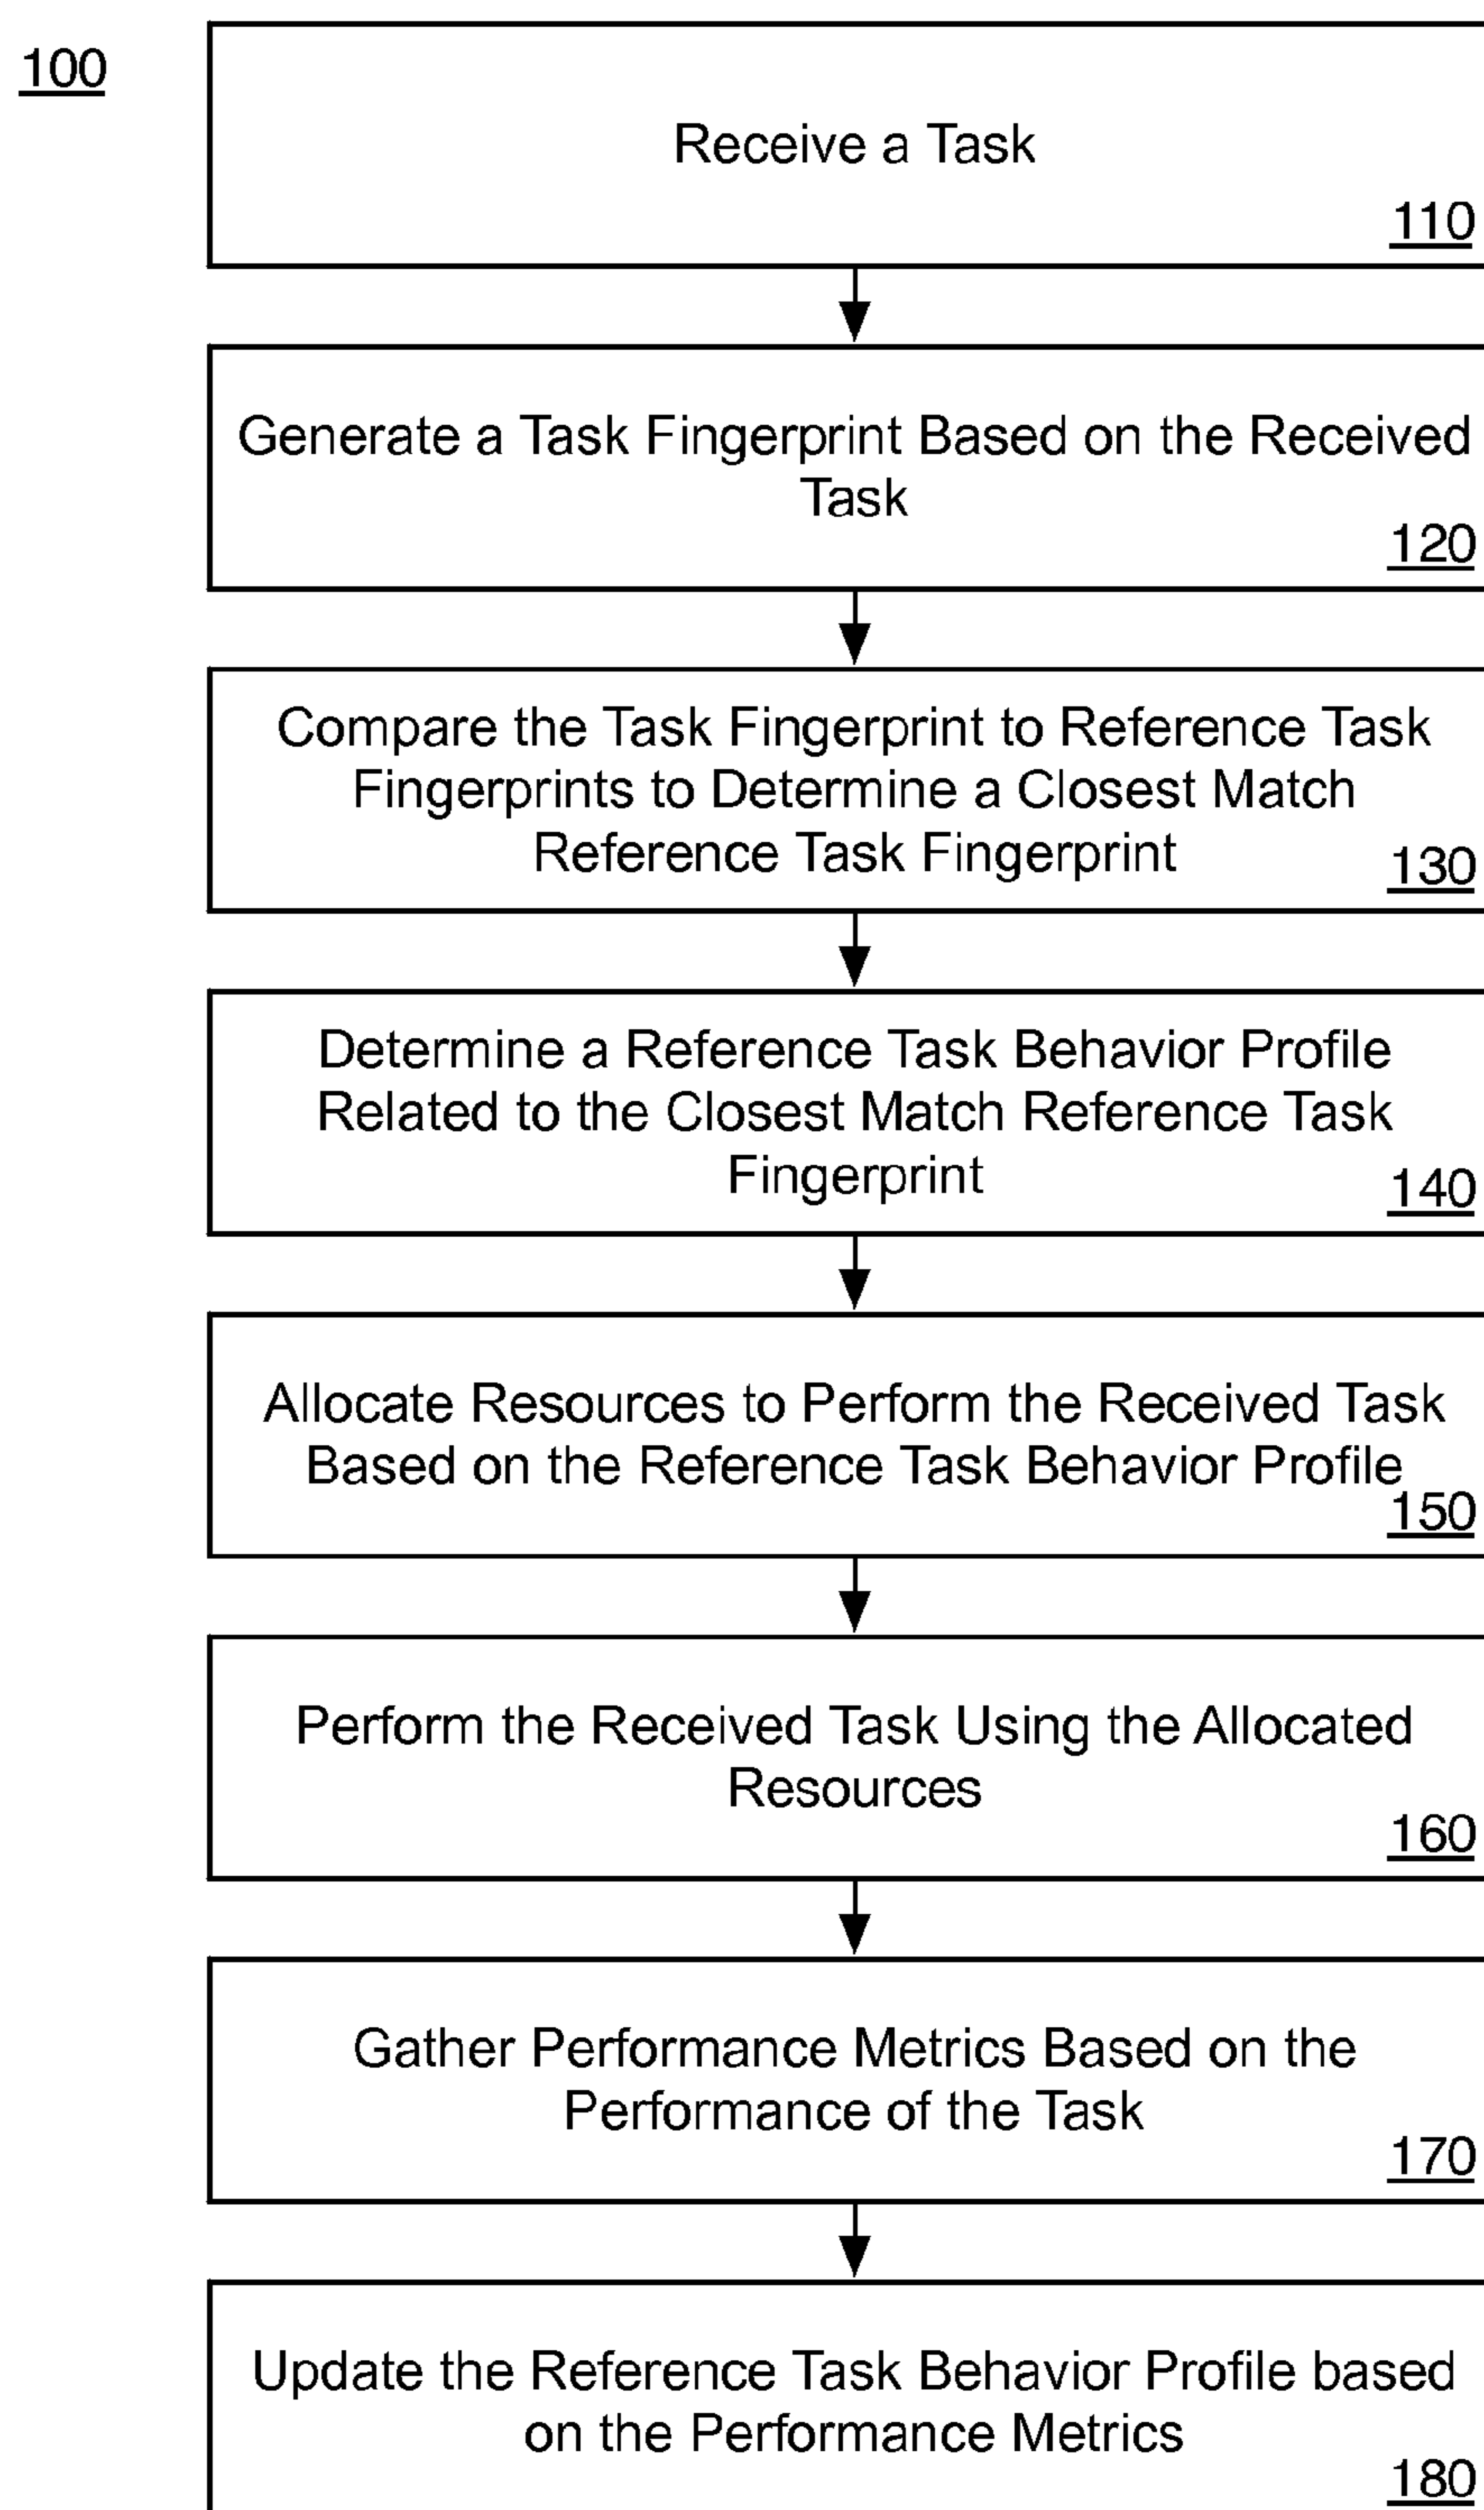 100
Receive a Task
110
Generate a Task Fingerprint Based on the Received
Task
120
Compare the Task Fingerprint to Reference Task
Fingerprints to Determine a Closest Match
Reference Task Fingerprint
130
Determine a Reference Task Behavior Profile
Related to the Closest Match Reference Task
Fingerprint
140
Allocate Resources to Perform the Received Task
Based on the Reference Task Behavior Profile
150
Perform the Received Task Using the Allocated
Resources
160
Gather Performance Metrics Based on the
Performance of the Task
170
Update the Reference Task Behavior Profile based
on the Performance Metrics
180